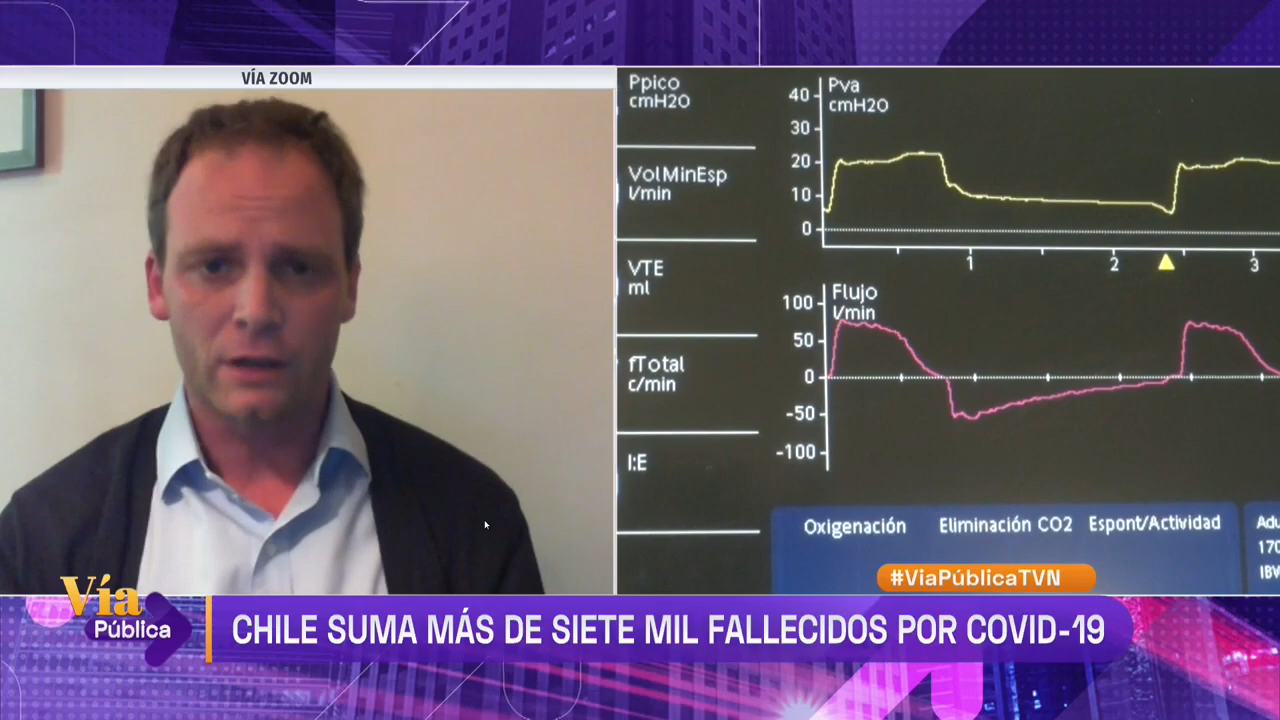 VÍA ZOOM
Ppico
cmH2O
VolMinEsp
l/min
VTE
ml
fTotal
c/min
I:E
Pva
cmH2O
40
30
20
10
0
1
2
3
Flujo
l/min
100
50
0
-50
-100
Oxigenación
Eliminación CO2
Espont/Actividad
#ViaPúblicaTVN
Vía
Pública
CHILE SUMA MÁS DE SIETE MIL FALLECIDOS POR COVID-19